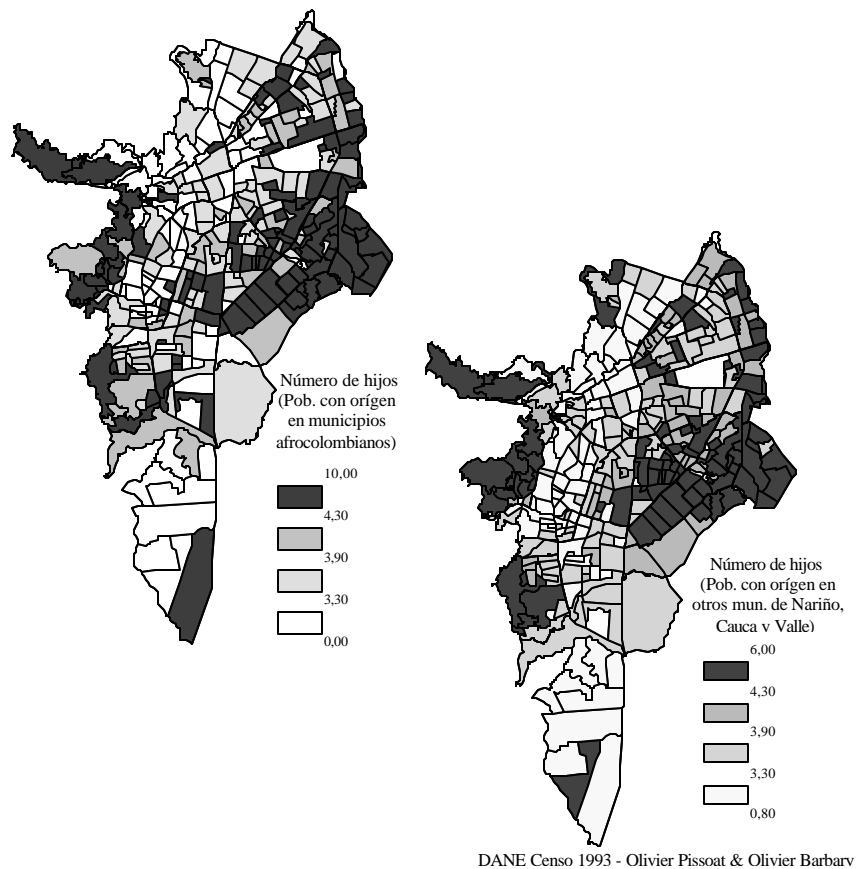 Número de hijos
(Pob. con orígen
en municipios
afrocolombianos)
10,00
4,30
3,90
3,30
0,00
Número de hijos
(Pob. con orígen en
otros mun. de Nariño,
Cauca y Valle)
6,00
4,30
3,90
3,30
0,80
DANE Censo 1993 - Olivier Pissoat & Olivier Barbary